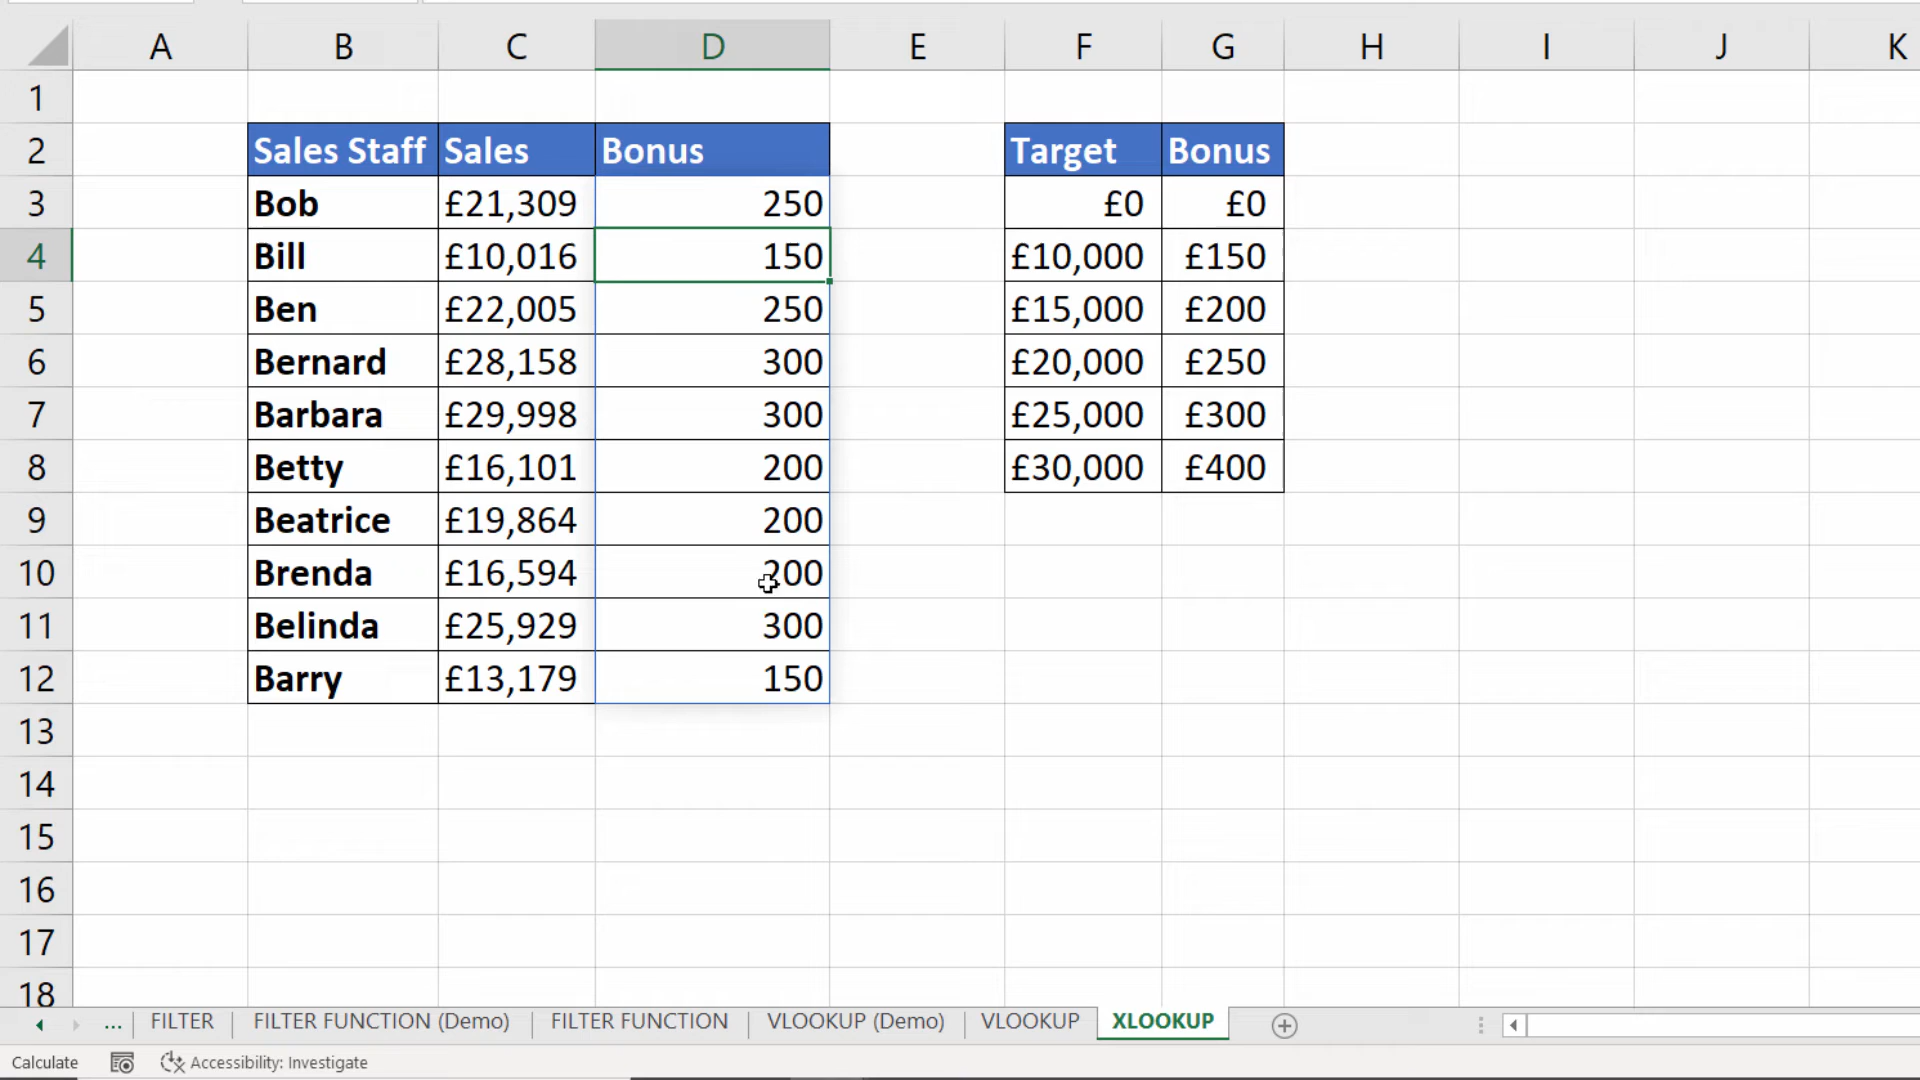 A B C D E F G H I J K
1
2 Sales Staff Sales Bonus Target Bonus
3 Bob £21,309 250 £0 £0
4 Bill £10,016 150 £10,000 £150
5 Ben £22,005 250 £15,000 £200
6 Bernard £28,158 300 £20,000 £250
7 Barbara £29,998 300 £25,000 £300
8 Betty £16,101 200 £30,000 £400
9 Beatrice £19,864 200
10 Brenda £16,594 200
11 Belinda £25,929 300
12 Barry £13,179 150
13
14
15
16
17
18
... FILTER FILTER FUNCTION (Demo) FILTER FUNCTION VLOOKUP (Demo) VLOOKUP XLOOKUP
Calculate Accessibility: Investigate